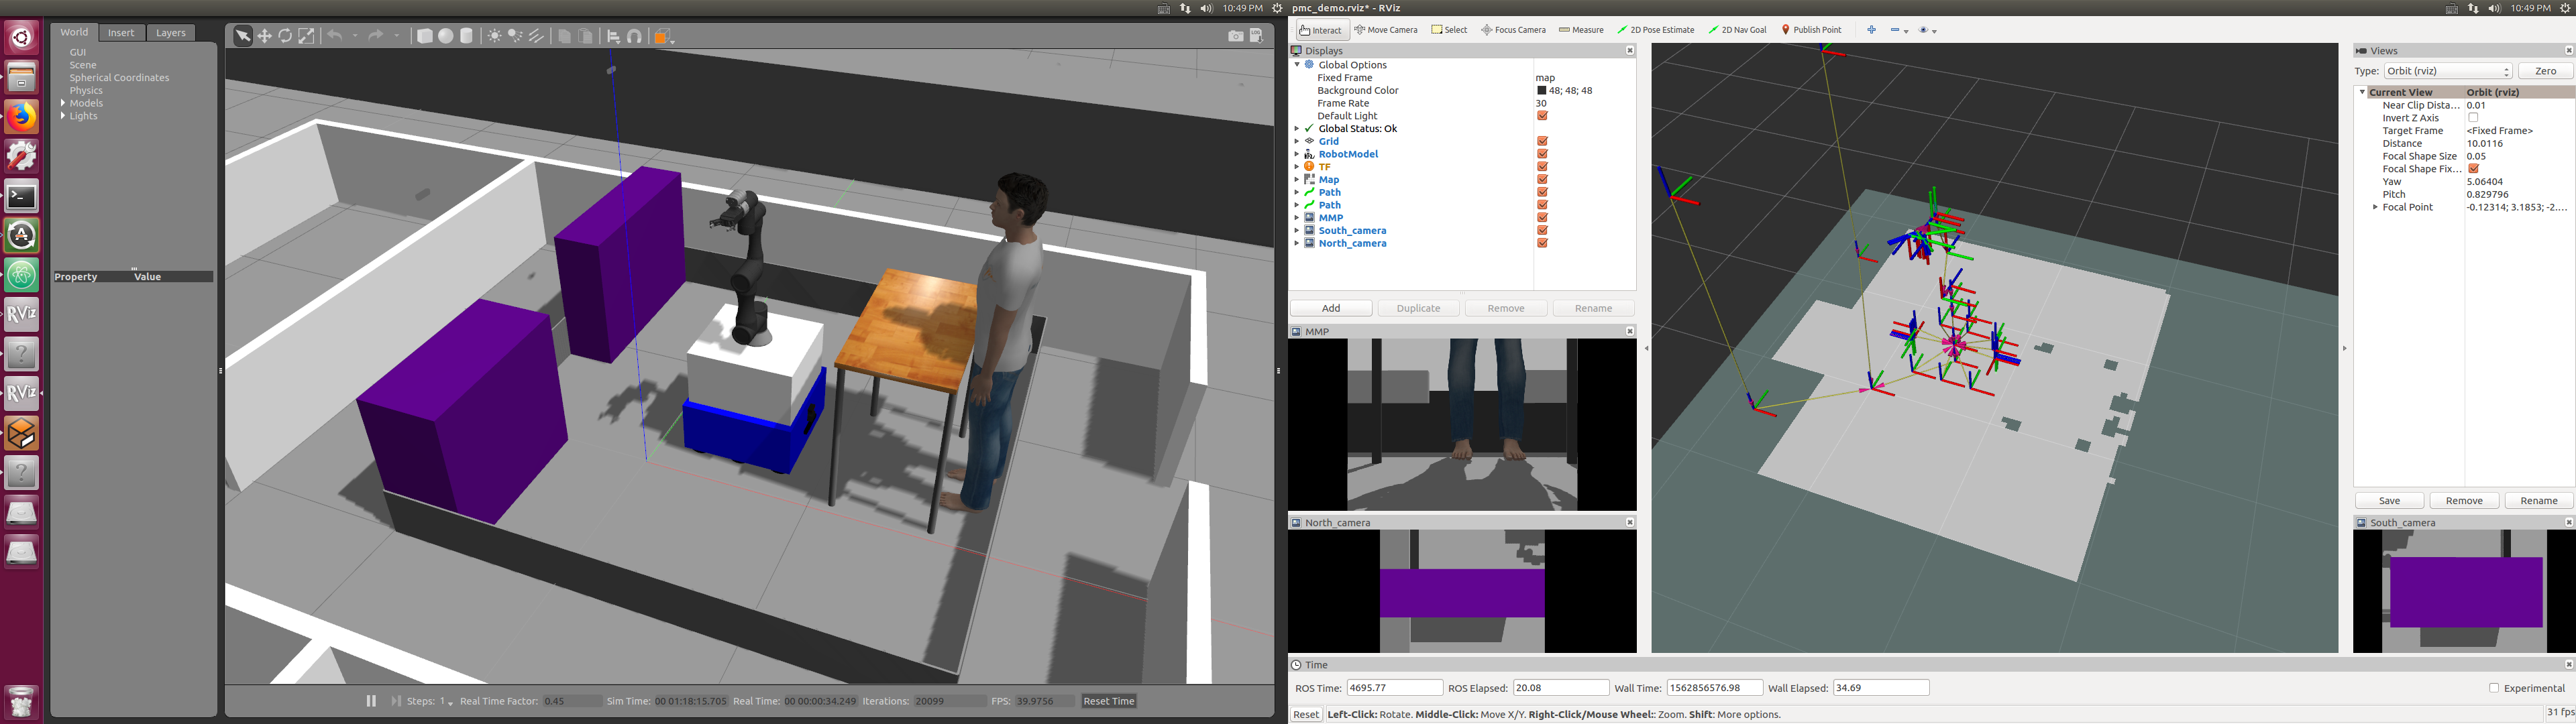 10:49 PM
World Insert Layers
GUI
Scene
Spherical Coordinates
Physics
Models
Lights
Property Value
RViz
RViz
Steps: 1 Real Time Factor: 0.45 Sim Time: 00 01:18:15.705 Real Time: 00 00:00:34.249 Iterations: 20099 FPS: 39.9756 Reset Time
pmc_demo.rviz* - RViz
10:49 PM
Interact Move Camera Select Focus Camera Measure 2D Pose Estimate 2D Nav Goal Publish Point
Displays
Global Options
Fixed Frame map
Background Color 48; 48; 48
Frame Rate 30
Default Light
Global Status: Ok
Grid
RobotModel
TF
Map
Path
Path
MMP
South_camera
North_camera
Add Duplicate Remove Rename
MMP
North_camera
Views
Type: Orbit (rviz) Zero
Current View Orbit (rviz)
Near Clip Dista... 0.01
Invert Z Axis
Target Frame <Fixed Frame>
Distance 10.0116
Focal Shape Size 0.05
Focal Shape Fix...
Yaw 5.06404
Pitch 0.829796
Focal Point -0.12314; 3.1853; -2....
Save Remove Rename
South_camera
Time
ROS Time: 4695.77 ROS Elapsed: 20.08 Wall Time: 1562856576.98 Wall Elapsed: 34.69 Experimental
Reset Left-Click: Rotate. Middle-Click: Move X/Y. Right-Click/Mouse Wheel:: Zoom. Shift: More options. 31 fps